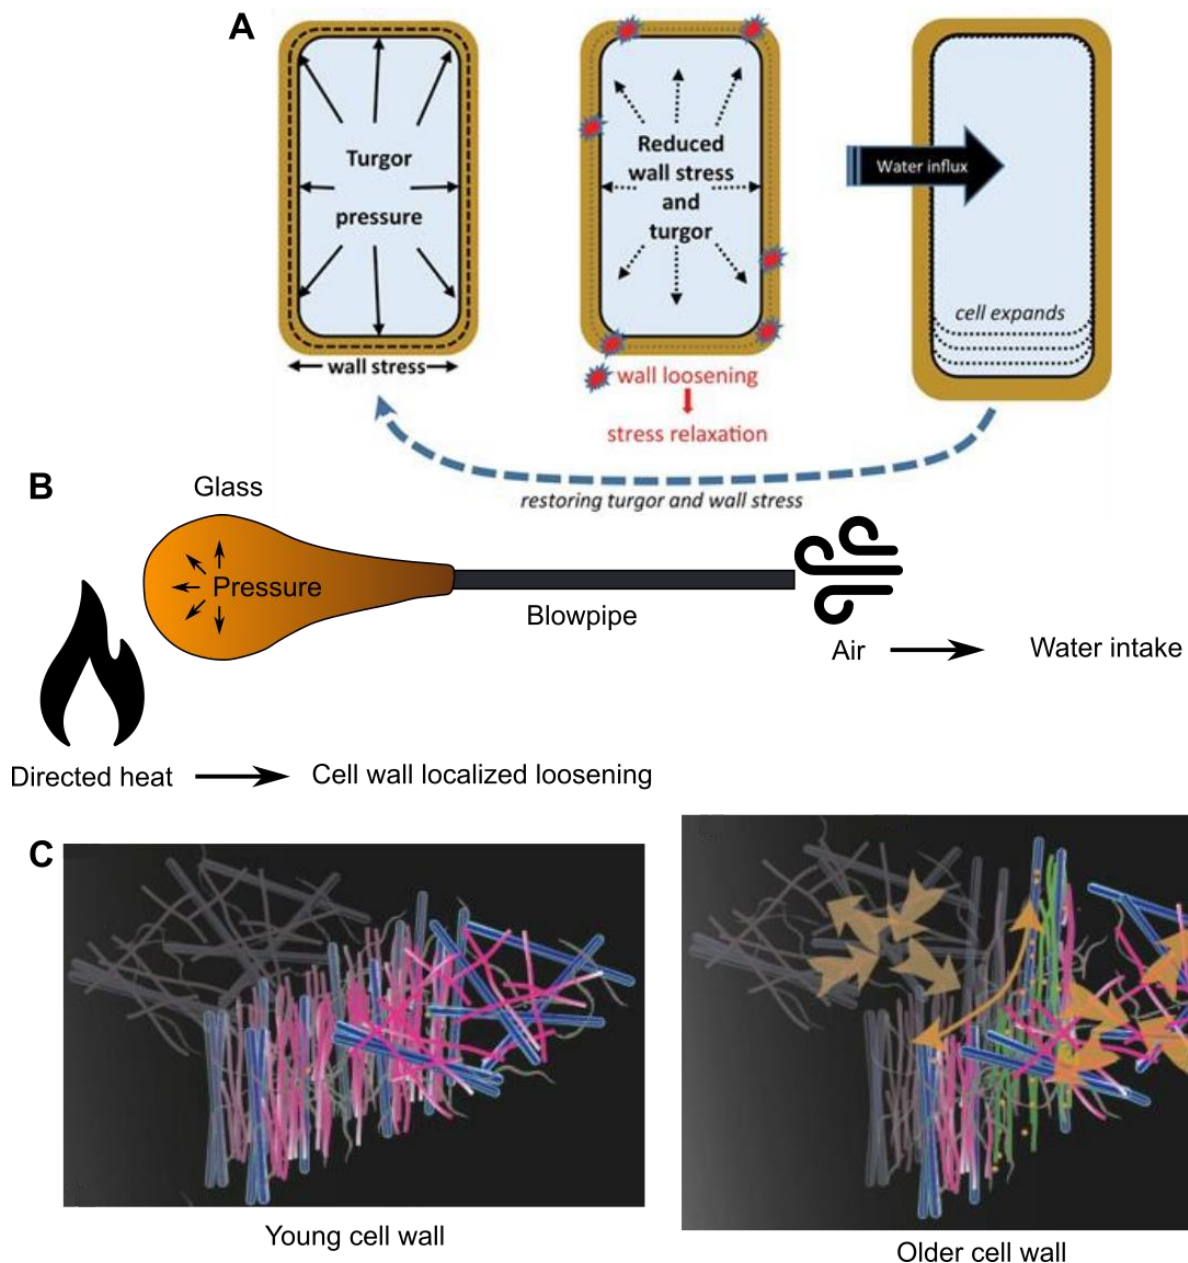 A
Turgor
pressure
wall stress
Reduced
wall stress
and
turgor
wall loosening
stress relaxation
Water influx
cell expands
restoring turgor and wall stress
B
Glass
Pressure
Blowpipe
Air
Water intake
Directed heat
Cell wall localized loosening
C
Young cell wall
Older cell wall